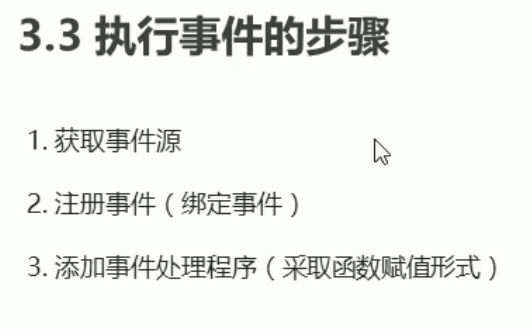 3.3 执行事件的步骤
1. 获取事件源
2. 注册事件（绑定事件）
3. 添加事件处理程序（采取函数赋值形式）